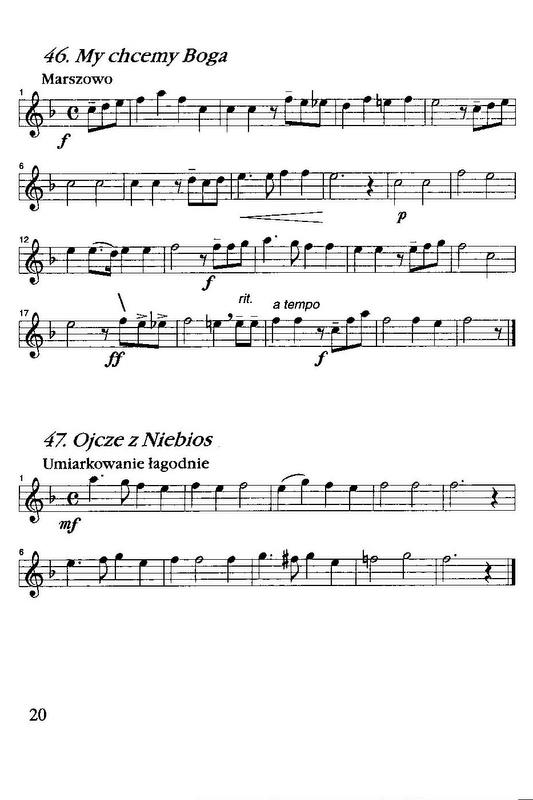 46. My chcemy Boga
Marszowo
1
f
6
p
12
f
rit.
a tempo
17
ff
f
47. Ojcze z Niebios
Umiarkowanie łagodnie
1
mf
6
20